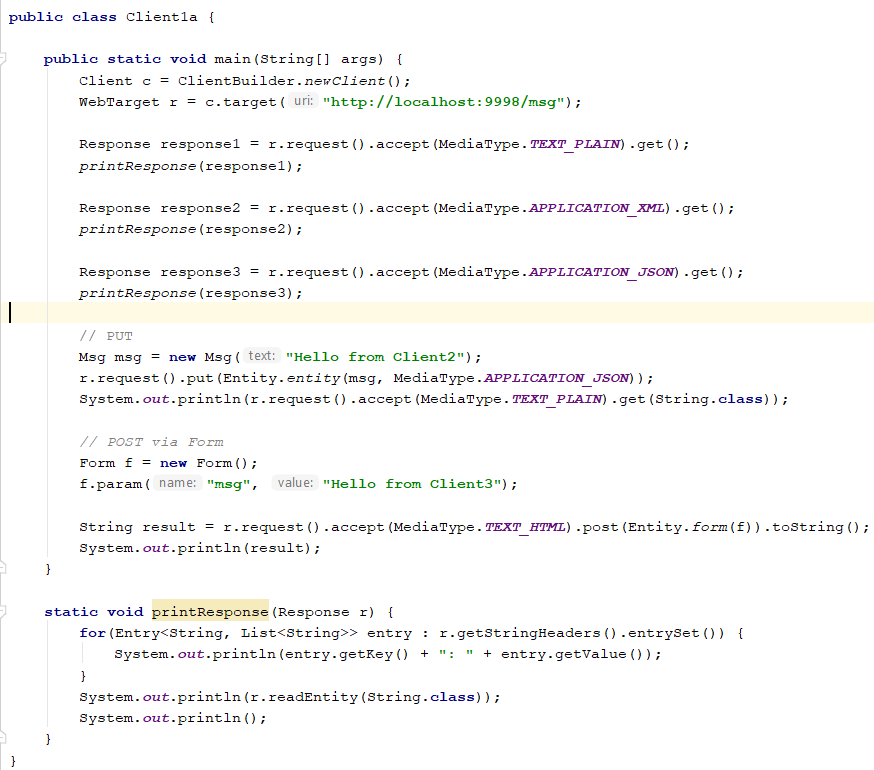 public class Client1a {
public static void main(String[] args) {
Client c = ClientBuilder.newClient();
WebTarget r = c.target( uri: "http://localhost:9998/msg");
Response response1 = r.request().accept(MediaType.TEXT_PLAIN).get();
printResponse(response1);
Response response2 = r.request().accept(MediaType.APPLICATION_XML).get();
printResponse(response2);
Response response3 = r.request().accept(MediaType.APPLICATION_JSON).get();
printResponse(response3);
// PUT
Msg msg = new Msg( text: "Hello from Client2");
r.request().put(Entity.entity(msg, MediaType.APPLICATION_JSON));
System.out.println(r.request().accept(MediaType.TEXT_PLAIN).get(String.class));
// POST via Form
Form f = new Form();
f.param( name: "msg", value: "Hello from Client3");
String result = r.request().accept(MediaType.TEXT_HTML).post(Entity.form(f)).toString();
System.out.println(result);
}
static void printResponse(Response r) {
for(Entry<String, List<String>> entry : r.getStringHeaders().entrySet()) {
System.out.println(entry.getKey() + ": " + entry.getValue());
}
System.out.println(r.readEntity(String.class));
System.out.println();
}
}